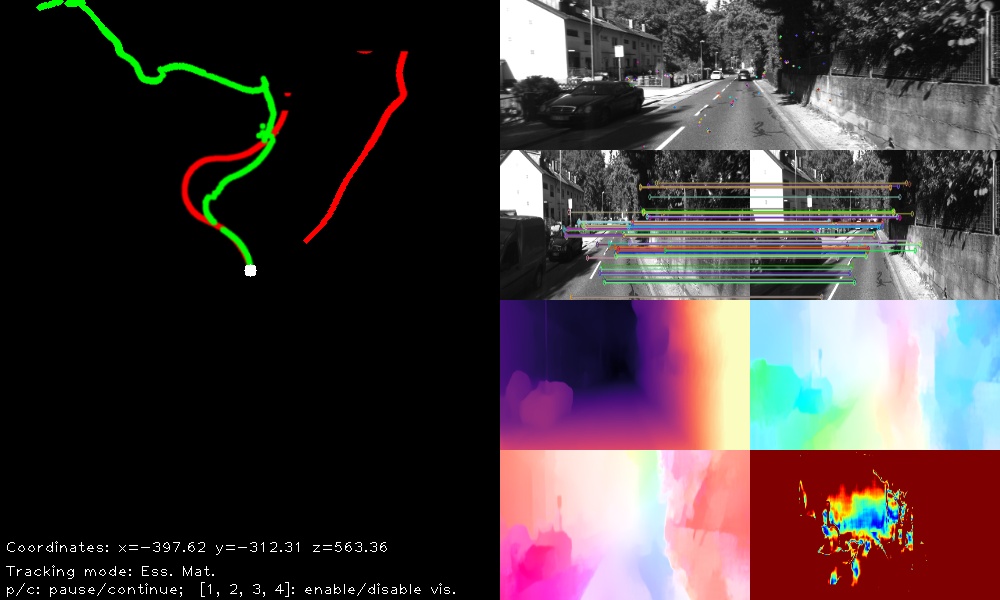 Coordinates: x=-397.62 y=-312.31 z=563.36
Tracking mode: Ess. Mat.
p/c: pause/continue;  [1, 2, 3, 4]: enable/disable vis.